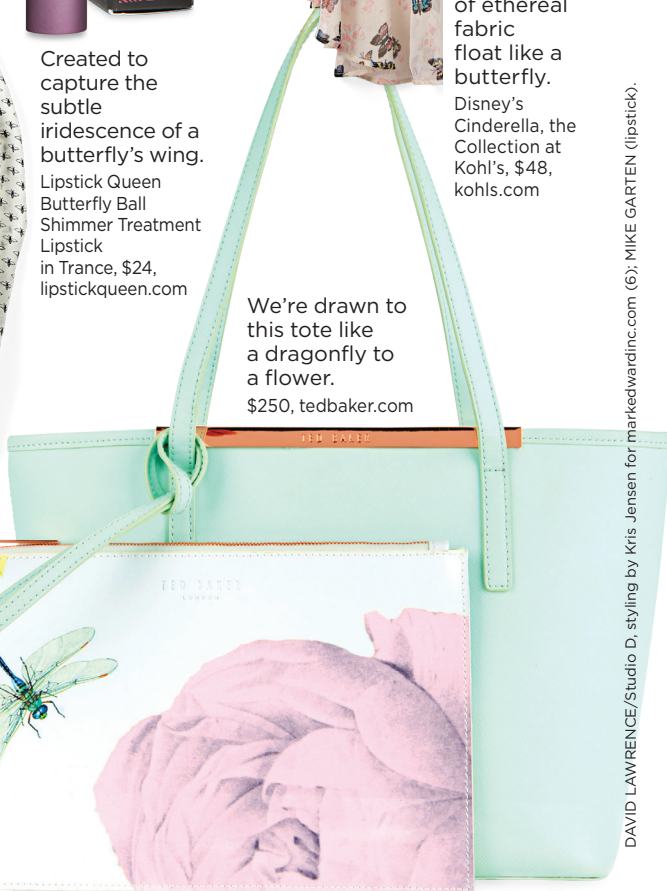 Created to
capture the
subtle
iridescence of a
butterfly's wing.
Lipstick Queen
Butterfly Ball
Shimmer Treatment
Lipstick
in Trance, $24,
lipstickqueen.com
of ethereal
fabric
float like a
butterfly.
Disney's
Cinderella, the
Collection at
Kohl's, $48,
kohls.com
We're drawn to
this tote like
a dragonfly to
a flower.
$250, tedbaker.com
TED BAKER
TED BAKER
LONDON
DAVID LAWRENCE/Studio D, styling by Kris Jensen for markedwardinc.com (6); MIKE GARTEN (lipstick).